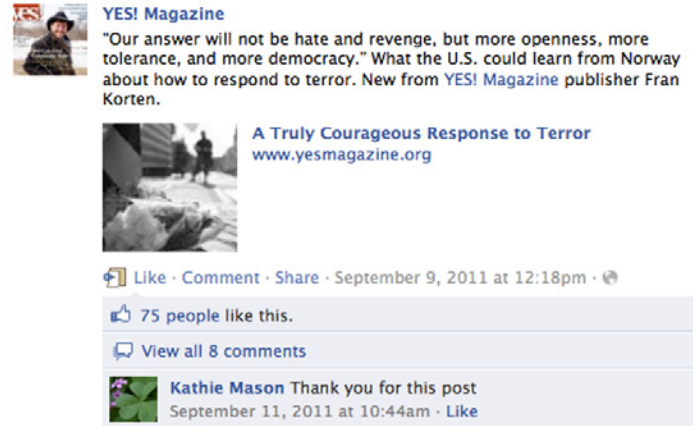 YES! Magazine
"Our answer will not be hate and revenge, but more openness, more
tolerance, and more democracy." What the U.S. could learn from Norway
about how to respond to terror. New from YES! Magazine publisher Fran
Korten.
A Truly Courageous Response to Terror
www.yesmagazine.org
Like · Comment · Share · September 9, 2011 at 12:18pm ·
75 people like this.
View all 8 comments
Kathie Mason Thank you for this post
September 11, 2011 at 10:44am · Like